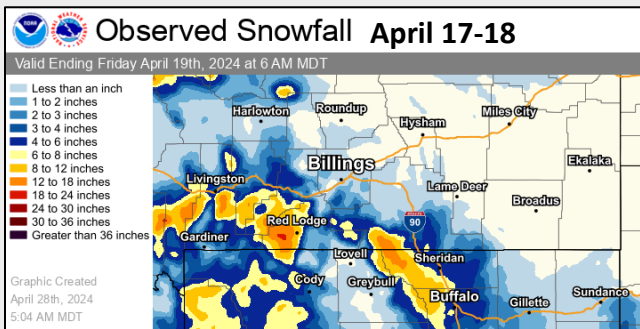 Observed Snowfall April 17-18
Valid Ending Friday April 19th, 2024 at 6 AM MDT
Less than an inch
1 to 2 inches
2 to 3 inches
3 to 4 inches
4 to 6 inches
6 to 8 inches
8 to 12 inches
12 to 18 inches
18 to 24 inches
24 to 30 inches
30 to 36 inches
Greater than 36 inches
Graphic Created
April 28th, 2024
5:04 AM MDT
Harlowton
Roundup
Hysham
Miles City
Billings
Ekalaka
Livingston
Lame Deer
Broadus
Red Lodge
90
Gardiner
Lovell
Sheridan
Cody
Greybull
Buffalo
Gillette
Sundance